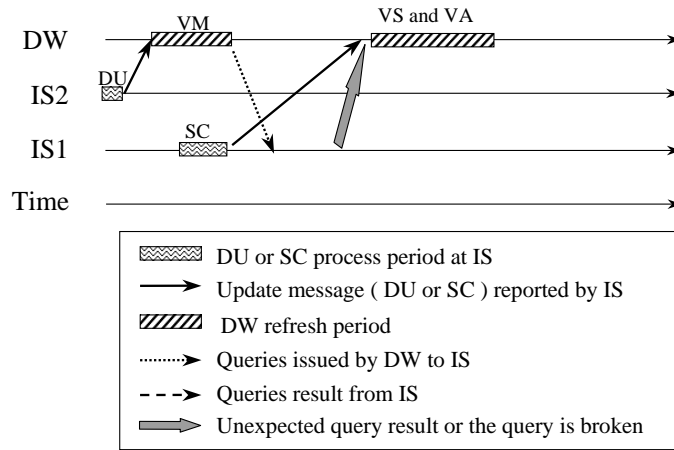 VM
VS and VA
DW
DU
IS2
SC
IS1
Time
DU or SC process period at IS
Update message ( DU or SC ) reported by IS
DW refresh period
Queries issued by DW to IS
Queries result from IS
Unexpected query result or the query is broken